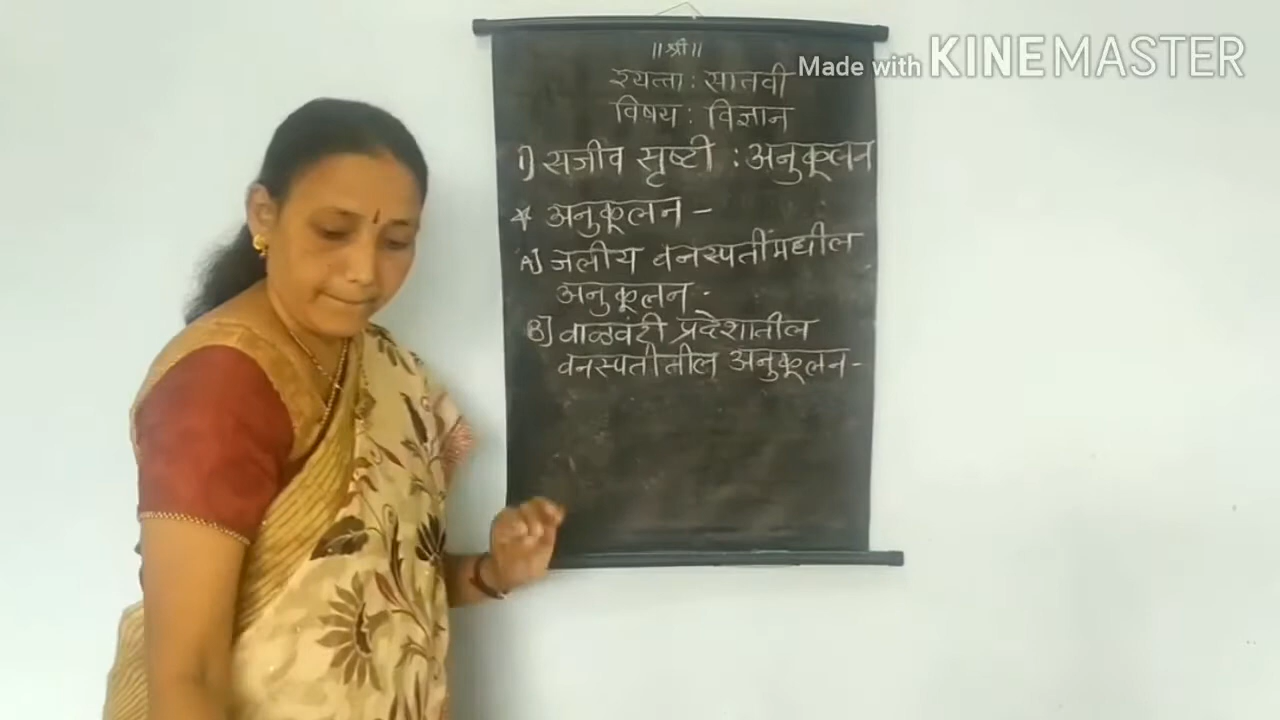 ॥ श्री ॥
इयत्ता : सातवी
विषय : विज्ञान
1) सजीव सृष्टी : अनुकूलन
* अनुकूलन -
A] जलीय वनस्पतींमधील
अनुकूलन -
B] वाळवंटी प्रदेशातील
वनस्पतीतील अनुकूलन -
Made with KINEMASTER